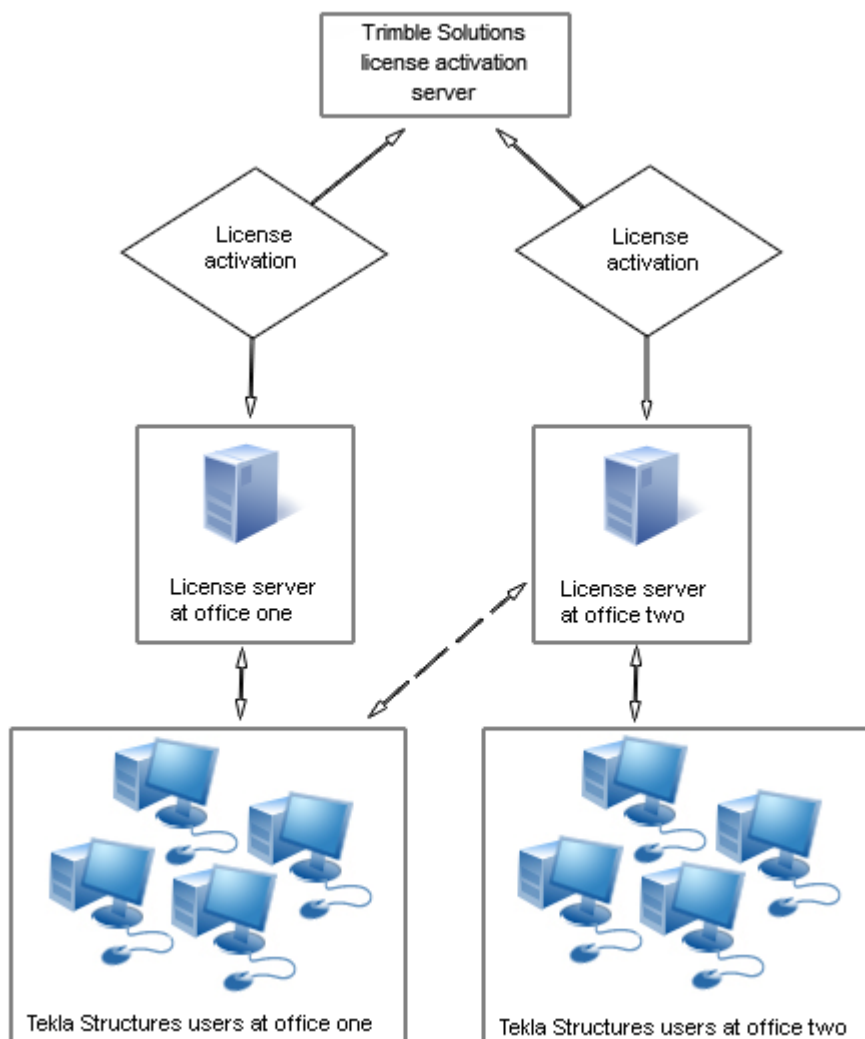 Trimble Solutions
license activation
server
License
activation
License
activation
License server
at office one
License server
at office two
Tekla Structures users at office one
Tekla Structures users at office two